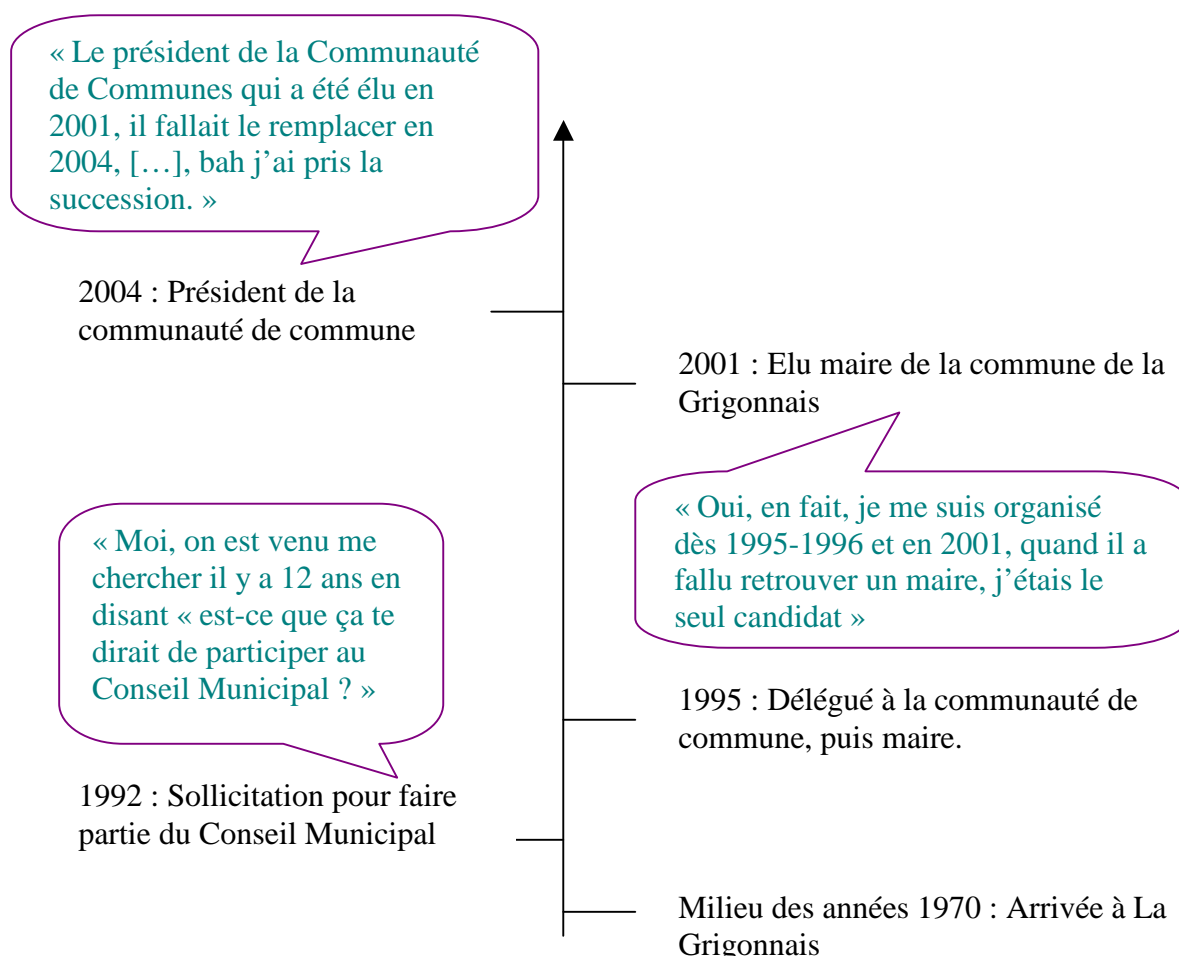 « Le président de la Communauté
de Communes qui a été élu en
2001, il fallait le remplacer en
2004, […], bah j’ai pris la
succession. »
2004 : Président de la
communauté de commune
2001 : Elu maire de la commune de la
Grigonnais
« Oui, en fait, je me suis organisé
dès 1995-1996 et en 2001, quand il a
fallu retrouver un maire, j’étais le
seul candidat »
« Moi, on est venu me
chercher il y a 12 ans en
disant « est-ce que ça te
dirait de participer au
Conseil Municipal ? »
1995 : Délégué à la communauté de
commune, puis maire.
1992 : Sollicitation pour faire
partie du Conseil Municipal
Milieu des années 1970 : Arrivée à La
Grigonnais